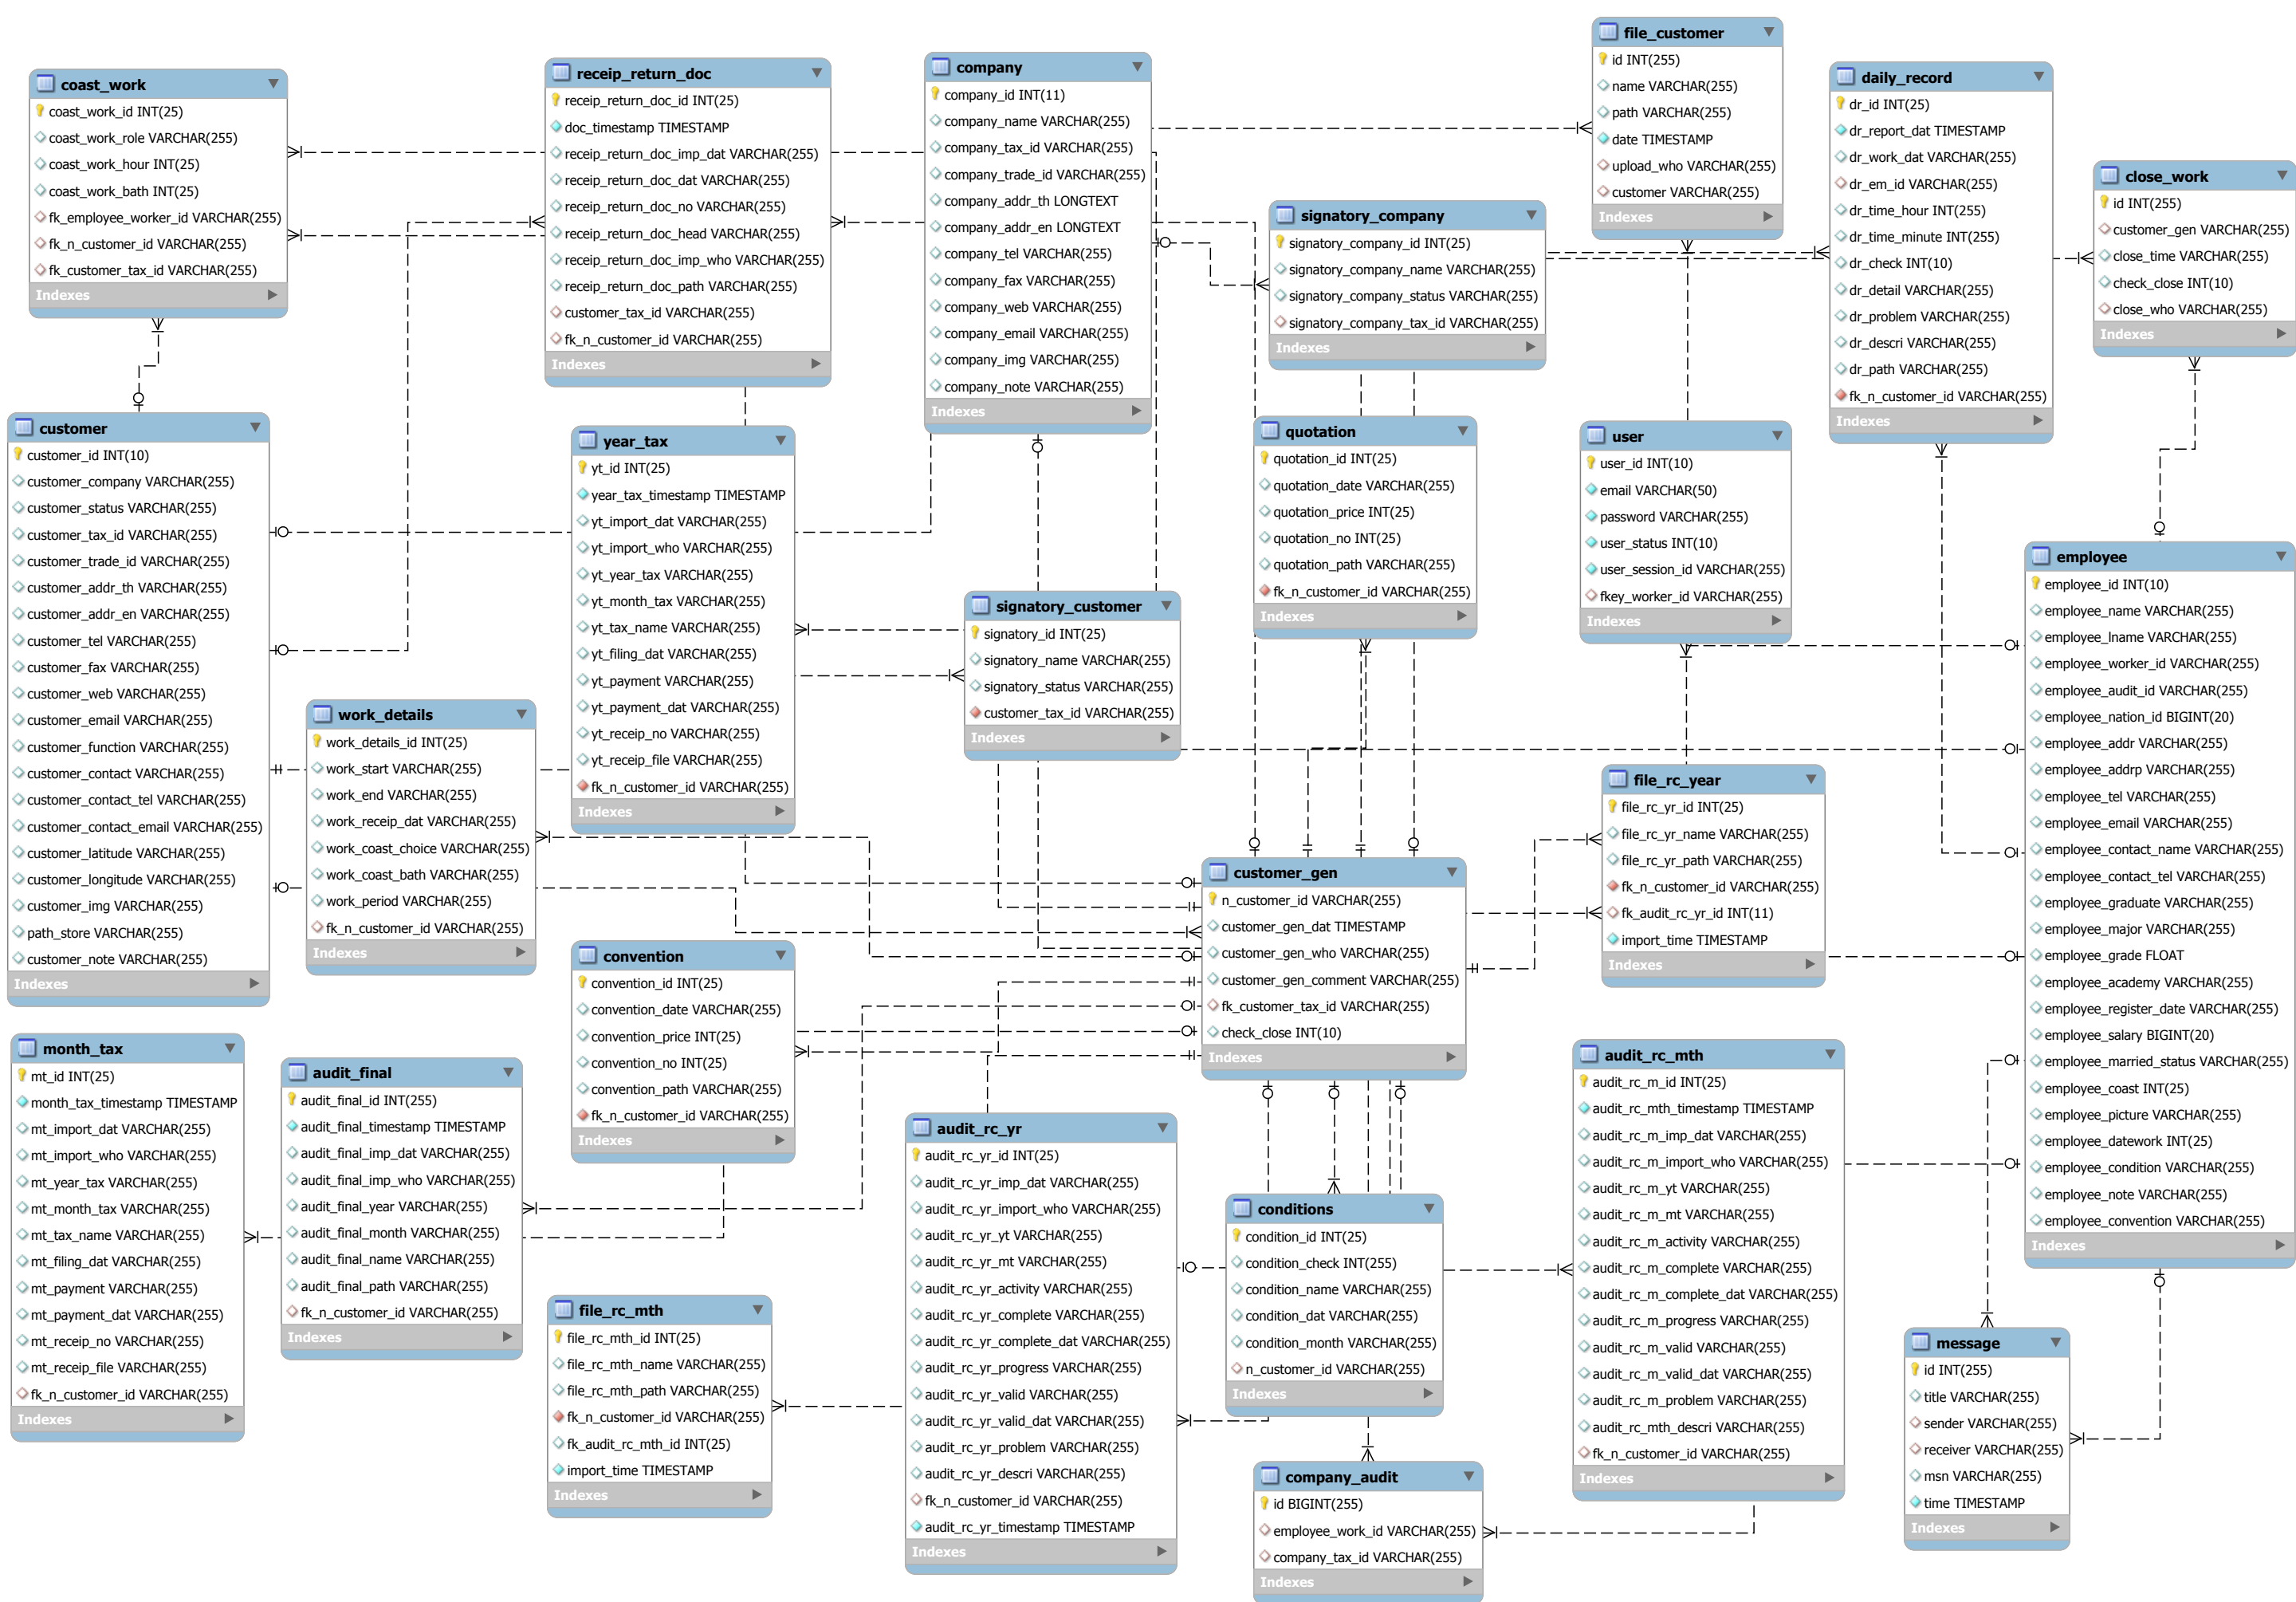 coast_work
coast_work_id INT(25)
coast_work_role VARCHAR(255)
coast_work_hour INT(25)
coast_work_bath INT(25)
fk_employee_worker_id VARCHAR(255)
fk_n_customer_id VARCHAR(255)
fk_customer_tax_id VARCHAR(255)
Indexes
receip_return_doc
receip_return_doc_id INT(25)
doc_timestamp TIMESTAMP
receip_return_doc_imp_dat VARCHAR(255)
receip_return_doc_dat VARCHAR(255)
receip_return_doc_no VARCHAR(255)
receip_return_doc_head VARCHAR(255)
receip_return_doc_imp_who VARCHAR(255)
receip_return_doc_path VARCHAR(255)
customer_tax_id VARCHAR(255)
fk_n_customer_id VARCHAR(255)
Indexes
company
company_id INT(11)
company_name VARCHAR(255)
company_tax_id VARCHAR(255)
company_trade_id VARCHAR(255)
company_addr_th LONGTEXT
company_addr_en LONGTEXT
company_tel VARCHAR(255)
company_fax VARCHAR(255)
company_web VARCHAR(255)
company_email VARCHAR(255)
company_img VARCHAR(255)
company_note VARCHAR(255)
Indexes
file_customer
id INT(255)
name VARCHAR(255)
path VARCHAR(255)
date TIMESTAMP
upload_who VARCHAR(255)
customer VARCHAR(255)
Indexes
daily_record
dr_id INT(25)
dr_report_dat TIMESTAMP
dr_work_dat VARCHAR(255)
dr_em_id VARCHAR(255)
dr_time_hour INT(255)
dr_time_minute INT(255)
dr_check INT(10)
dr_detail VARCHAR(255)
dr_problem VARCHAR(255)
dr_descri VARCHAR(255)
dr_path VARCHAR(255)
fk_n_customer_id VARCHAR(255)
Indexes
close_work
id INT(255)
customer_gen VARCHAR(255)
close_time VARCHAR(255)
check_close INT(10)
close_who VARCHAR(255)
Indexes
signatory_company
signatory_company_id INT(25)
signatory_company_name VARCHAR(255)
signatory_company_status VARCHAR(255)
signatory_company_tax_id VARCHAR(255)
Indexes
customer
customer_id INT(10)
customer_company VARCHAR(255)
customer_status VARCHAR(255)
customer_tax_id VARCHAR(255)
customer_trade_id VARCHAR(255)
customer_addr_th VARCHAR(255)
customer_addr_en VARCHAR(255)
customer_tel VARCHAR(255)
customer_fax VARCHAR(255)
customer_web VARCHAR(255)
customer_email VARCHAR(255)
customer_function VARCHAR(255)
customer_contact VARCHAR(255)
customer_contact_tel VARCHAR(255)
customer_contact_email VARCHAR(255)
customer_latitude VARCHAR(255)
customer_longitude VARCHAR(255)
customer_img VARCHAR(255)
path_store VARCHAR(255)
customer_note VARCHAR(255)
Indexes
year_tax
yt_id INT(25)
year_tax_timestamp TIMESTAMP
yt_import_dat VARCHAR(255)
yt_import_who VARCHAR(255)
yt_year_tax VARCHAR(255)
yt_month_tax VARCHAR(255)
yt_tax_name VARCHAR(255)
yt_filing_dat VARCHAR(255)
yt_payment VARCHAR(255)
yt_payment_dat VARCHAR(255)
yt_receip_no VARCHAR(255)
yt_receip_file VARCHAR(255)
fk_n_customer_id VARCHAR(255)
Indexes
quotation
quotation_id INT(25)
quotation_date VARCHAR(255)
quotation_price INT(25)
quotation_no INT(25)
quotation_path VARCHAR(255)
fk_n_customer_id VARCHAR(255)
Indexes
user
user_id INT(10)
email VARCHAR(50)
password VARCHAR(255)
user_status INT(10)
user_session_id VARCHAR(255)
fkey_worker_id VARCHAR(255)
Indexes
employee
employee_id INT(10)
employee_name VARCHAR(255)
employee_lname VARCHAR(255)
employee_worker_id VARCHAR(255)
employee_audit_id VARCHAR(255)
employee_nation_id BIGINT(20)
employee_addr VARCHAR(255)
employee_addrp VARCHAR(255)
employee_tel VARCHAR(255)
employee_email VARCHAR(255)
employee_contact_name VARCHAR(255)
employee_contact_tel VARCHAR(255)
employee_graduate VARCHAR(255)
employee_major VARCHAR(255)
employee_grade FLOAT
employee_academy VARCHAR(255)
employee_register_date VARCHAR(255)
employee_salary BIGINT(20)
employee_married_status VARCHAR(255)
employee_coast INT(25)
employee_picture VARCHAR(255)
employee_datework INT(25)
employee_condition VARCHAR(255)
employee_note VARCHAR(255)
employee_convention VARCHAR(255)
Indexes
signatory_customer
signatory_id INT(25)
signatory_name VARCHAR(255)
signatory_status VARCHAR(255)
customer_tax_id VARCHAR(255)
Indexes
work_details
work_details_id INT(25)
work_start VARCHAR(255)
work_end VARCHAR(255)
work_receip_dat VARCHAR(255)
work_coast_choice VARCHAR(255)
work_coast_bath VARCHAR(255)
work_period VARCHAR(255)
fk_n_customer_id VARCHAR(255)
Indexes
file_rc_year
file_rc_yr_id INT(25)
file_rc_yr_name VARCHAR(255)
file_rc_yr_path VARCHAR(255)
fk_n_customer_id VARCHAR(255)
fk_audit_rc_yr_id INT(11)
import_time TIMESTAMP
Indexes
customer_gen
n_customer_id VARCHAR(255)
customer_gen_dat TIMESTAMP
customer_gen_who VARCHAR(255)
customer_gen_comment VARCHAR(255)
fk_customer_tax_id VARCHAR(255)
check_close INT(10)
Indexes
convention
convention_id INT(25)
convention_date VARCHAR(255)
convention_price INT(25)
convention_no INT(25)
convention_path VARCHAR(255)
fk_n_customer_id VARCHAR(255)
Indexes
month_tax
mt_id INT(25)
month_tax_timestamp TIMESTAMP
mt_import_dat VARCHAR(255)
mt_import_who VARCHAR(255)
mt_year_tax VARCHAR(255)
mt_month_tax VARCHAR(255)
mt_tax_name VARCHAR(255)
mt_filing_dat VARCHAR(255)
mt_payment VARCHAR(255)
mt_payment_dat VARCHAR(255)
mt_receip_no VARCHAR(255)
mt_receip_file VARCHAR(255)
fk_n_customer_id VARCHAR(255)
Indexes
audit_final
audit_final_id INT(255)
audit_final_timestamp TIMESTAMP
audit_final_imp_dat VARCHAR(255)
audit_final_imp_who VARCHAR(255)
audit_final_year VARCHAR(255)
audit_final_month VARCHAR(255)
audit_final_name VARCHAR(255)
audit_final_path VARCHAR(255)
fk_n_customer_id VARCHAR(255)
Indexes
audit_rc_yr
audit_rc_yr_id INT(25)
audit_rc_yr_imp_dat VARCHAR(255)
audit_rc_yr_import_who VARCHAR(255)
audit_rc_yr_yt VARCHAR(255)
audit_rc_yr_mt VARCHAR(255)
audit_rc_yr_activity VARCHAR(255)
audit_rc_yr_complete VARCHAR(255)
audit_rc_yr_complete_dat VARCHAR(255)
audit_rc_yr_progress VARCHAR(255)
audit_rc_yr_valid VARCHAR(255)
audit_rc_yr_valid_dat VARCHAR(255)
audit_rc_yr_problem VARCHAR(255)
audit_rc_yr_descri VARCHAR(255)
fk_n_customer_id VARCHAR(255)
audit_rc_yr_timestamp TIMESTAMP
Indexes
audit_rc_mth
audit_rc_m_id INT(25)
audit_rc_mth_timestamp TIMESTAMP
audit_rc_m_imp_dat VARCHAR(255)
audit_rc_m_import_who VARCHAR(255)
audit_rc_m_yt VARCHAR(255)
audit_rc_m_mt VARCHAR(255)
audit_rc_m_activity VARCHAR(255)
audit_rc_m_complete VARCHAR(255)
audit_rc_m_complete_dat VARCHAR(255)
audit_rc_m_progress VARCHAR(255)
audit_rc_m_valid VARCHAR(255)
audit_rc_m_valid_dat VARCHAR(255)
audit_rc_m_problem VARCHAR(255)
audit_rc_mth_descri VARCHAR(255)
fk_n_customer_id VARCHAR(255)
Indexes
conditions
condition_id INT(25)
condition_check INT(255)
condition_name VARCHAR(255)
condition_dat VARCHAR(255)
condition_month VARCHAR(255)
n_customer_id VARCHAR(255)
Indexes
file_rc_mth
file_rc_mth_id INT(25)
file_rc_mth_name VARCHAR(255)
file_rc_mth_path VARCHAR(255)
fk_n_customer_id VARCHAR(255)
fk_audit_rc_mth_id INT(25)
import_time TIMESTAMP
Indexes
message
id INT(255)
title VARCHAR(255)
sender VARCHAR(255)
receiver VARCHAR(255)
msn VARCHAR(255)
time TIMESTAMP
Indexes
company_audit
id BIGINT(255)
employee_work_id VARCHAR(255)
company_tax_id VARCHAR(255)
Indexes